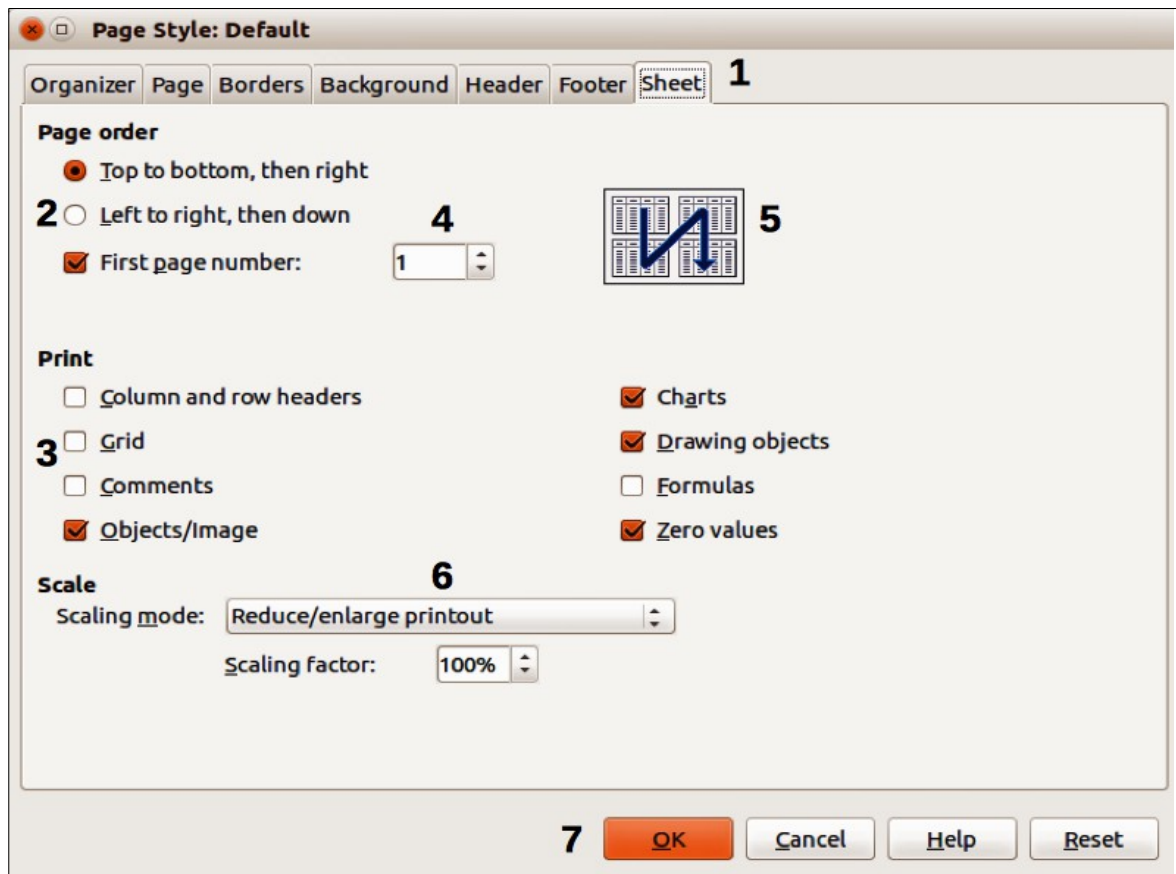 Page Style: Default
Organizer Page Borders Background Header Footer Sheet 1
Page order
Top to bottom, then right
2 Left to right, then down 4 5
First page number: 1
Print
Column and row headers Charts
3 Grid Drawing objects
Comments Formulas
Objects/Image Zero values
Scale 6
Scaling mode: Reduce/enlarge printout
Scaling factor: 100%
7 OK Cancel Help Reset